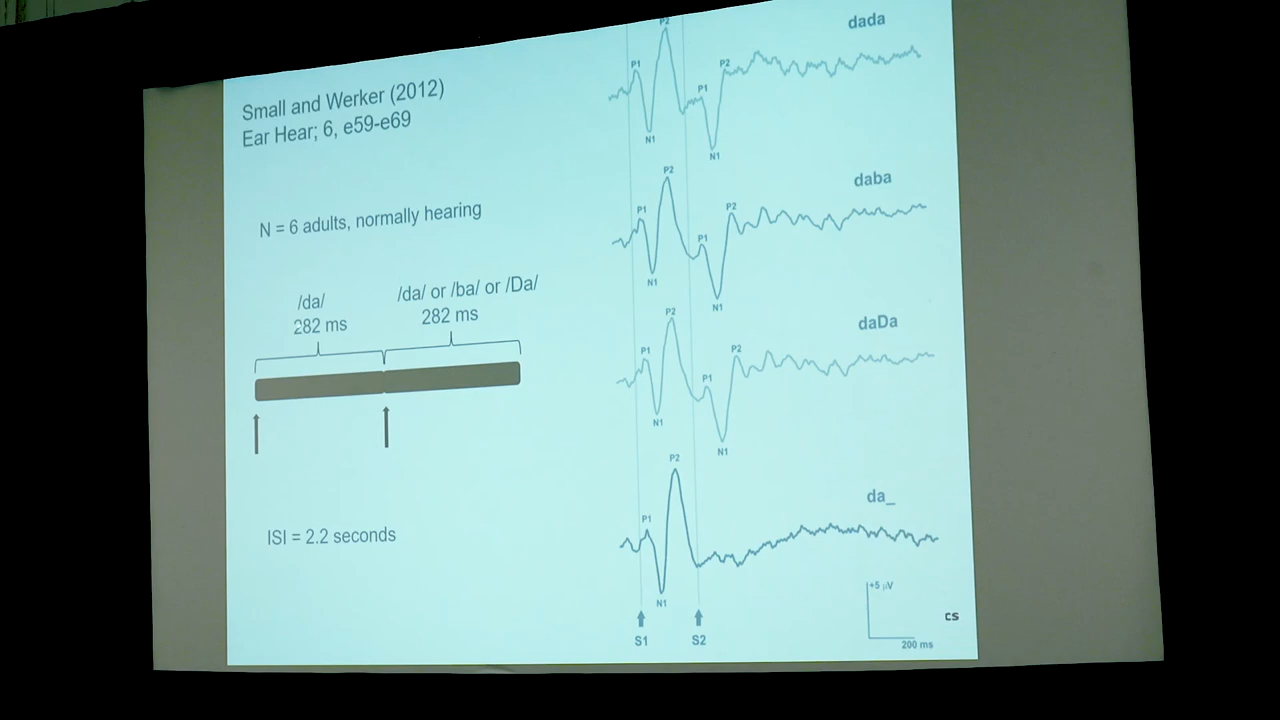 Small and Werker (2012)
Ear Hear; 6, e59-e69
N = 6 adults, normally hearing
/da/
282 ms
/da/ or /ba/ or /Da/
282 ms
ISI = 2.2 seconds
dada
P1
P2
N1
P1
P2
N1
daba
P1
P2
N1
P1
P2
N1
daDa
P1
P2
N1
P1
P2
N1
da_
P1
P2
N1
S1
S2
+5 µV
200 ms
cs